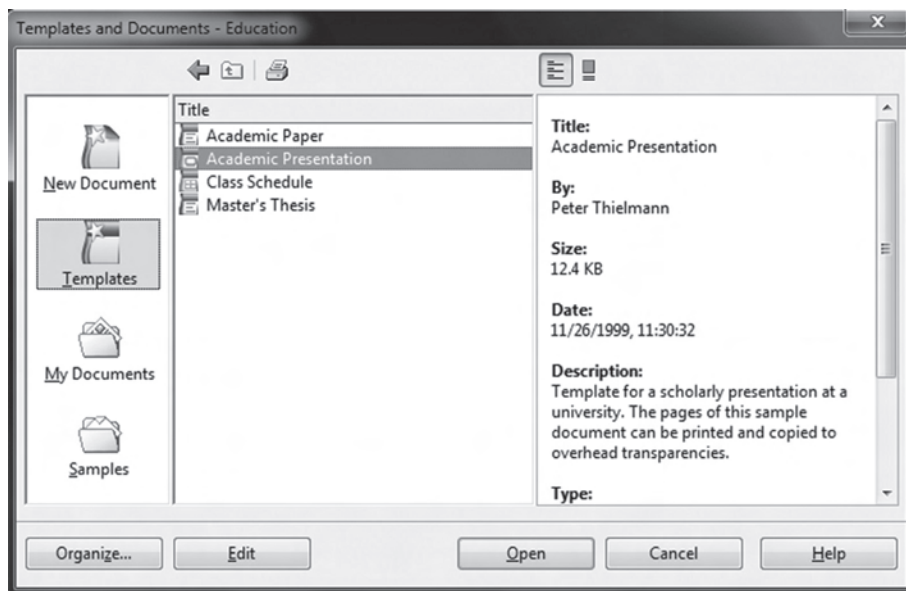 Templates and Documents - Education
New Document
Templates
My Documents
Samples
Title
Academic Paper
Academic Presentation
Class Schedule
Master's Thesis
Title:
Academic Presentation
By:
Peter Thielmann
Size:
12.4 KB
Date:
11/26/1999, 11:30:32
Description:
Template for a scholarly presentation at a
university. The pages of this sample
document can be printed and copied to
overhead transparencies.
Type:
Organize...
Edit
Open
Cancel
Help